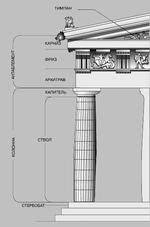 ТИМПАН
КАРНИЗ
АНТАБЛЕМЕНТ
ФРИЗ
АРХИТРАВ
КАПИТЕЛЬ
КОЛОННА
СТВОЛ
СТЕРЕОБАТ